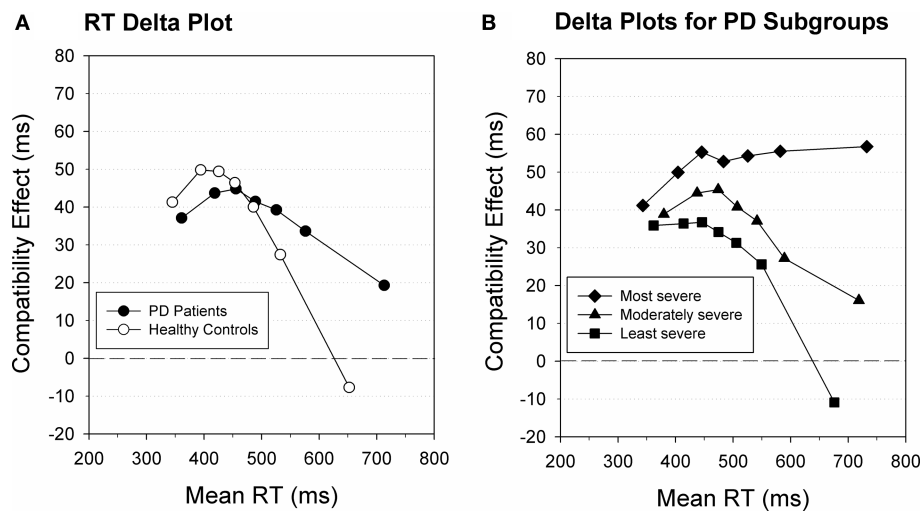 A RT Delta Plot
Compatibility Effect (ms)
80
70
60
50
40
30
20
10
0
-10
-20
PD Patients
Healthy Controls
200 300 400 500 600 700 800
Mean RT (ms)
B Delta Plots for PD Subgroups
Compatibility Effect (ms)
80
70
60
50
40
30
20
10
0
-10
-20
Most severe
Moderately severe
Least severe
200 300 400 500 600 700 800
Mean RT (ms)